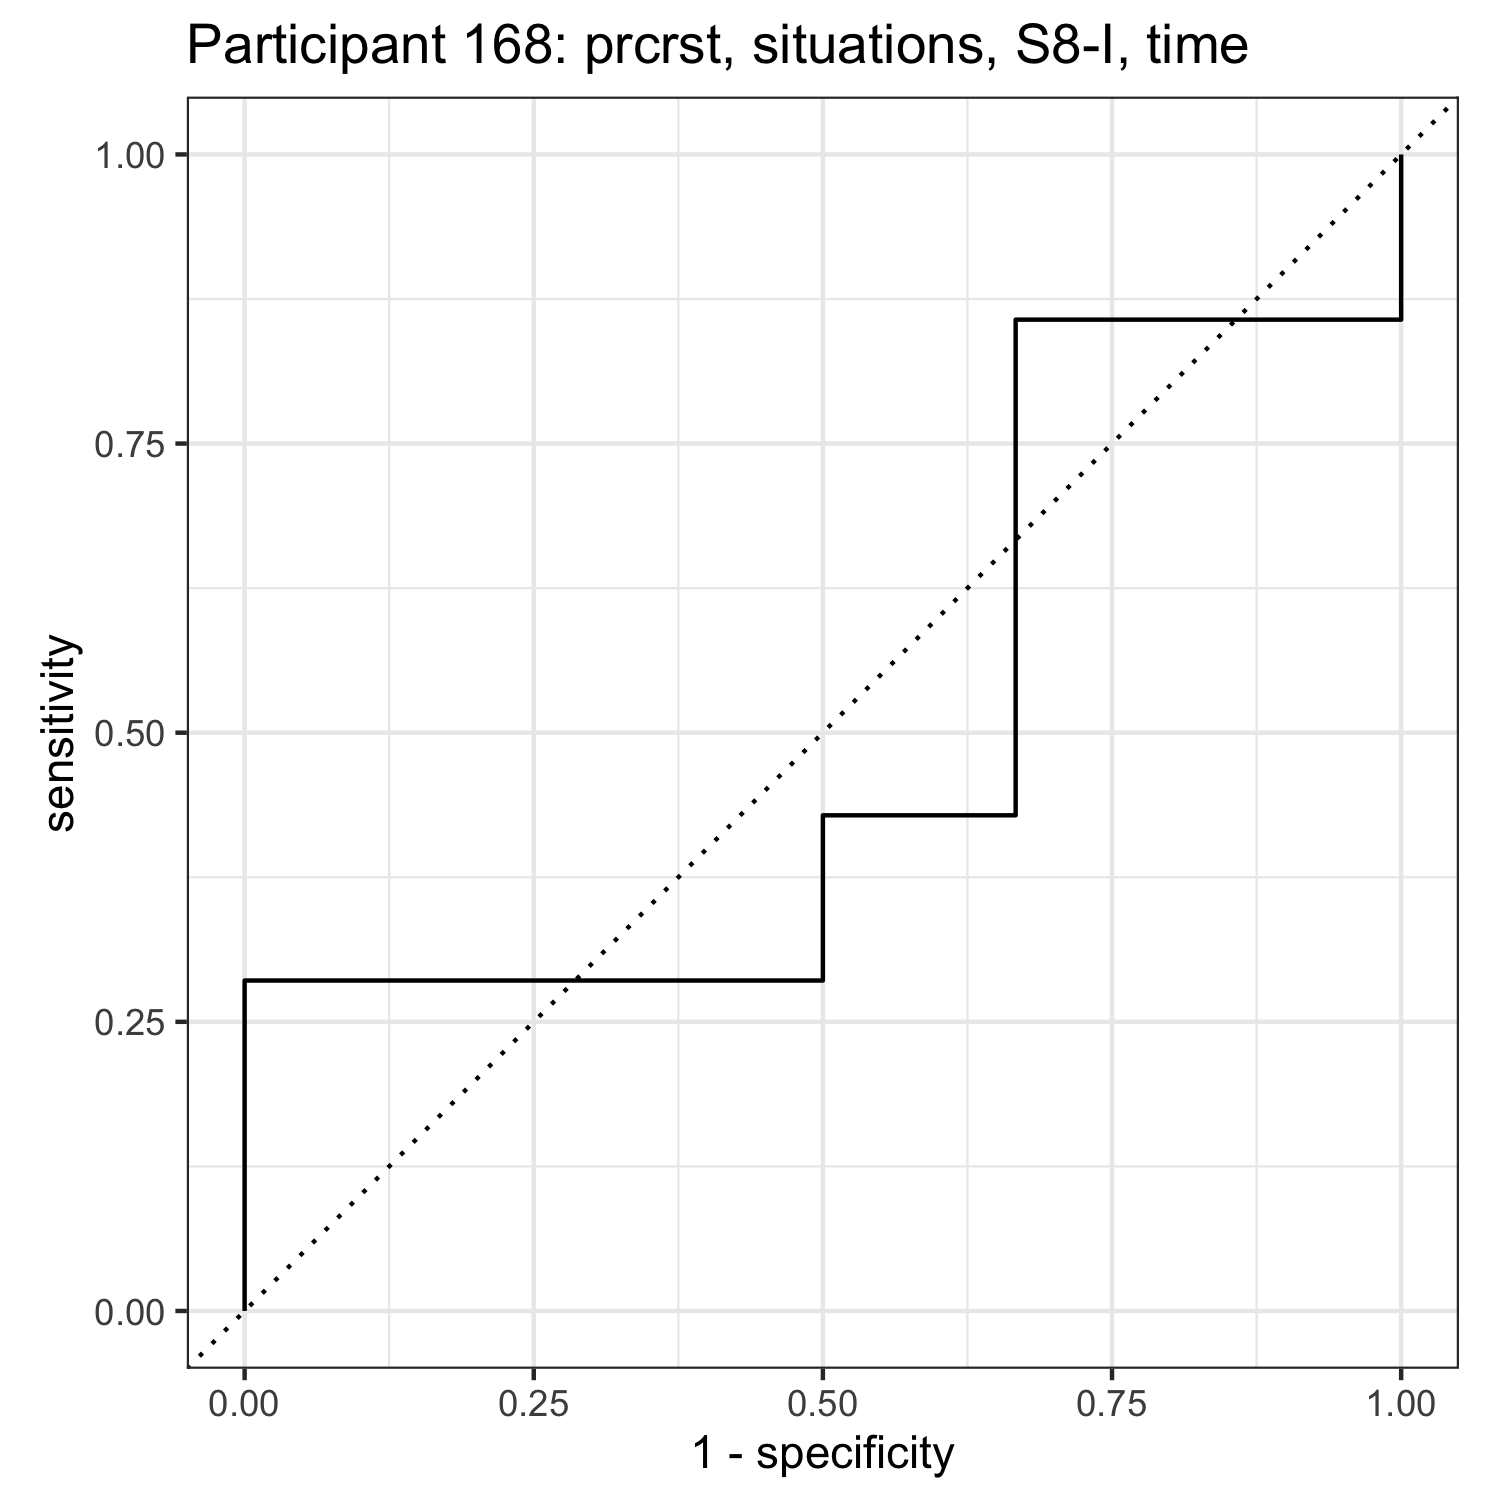 Participant 168: prcrst, situations, S8-I, time
1.00
0.75
0.50
0.25
0.00
sensitivity
0.00 0.25 0.50 0.75 1.00
1 - specificity